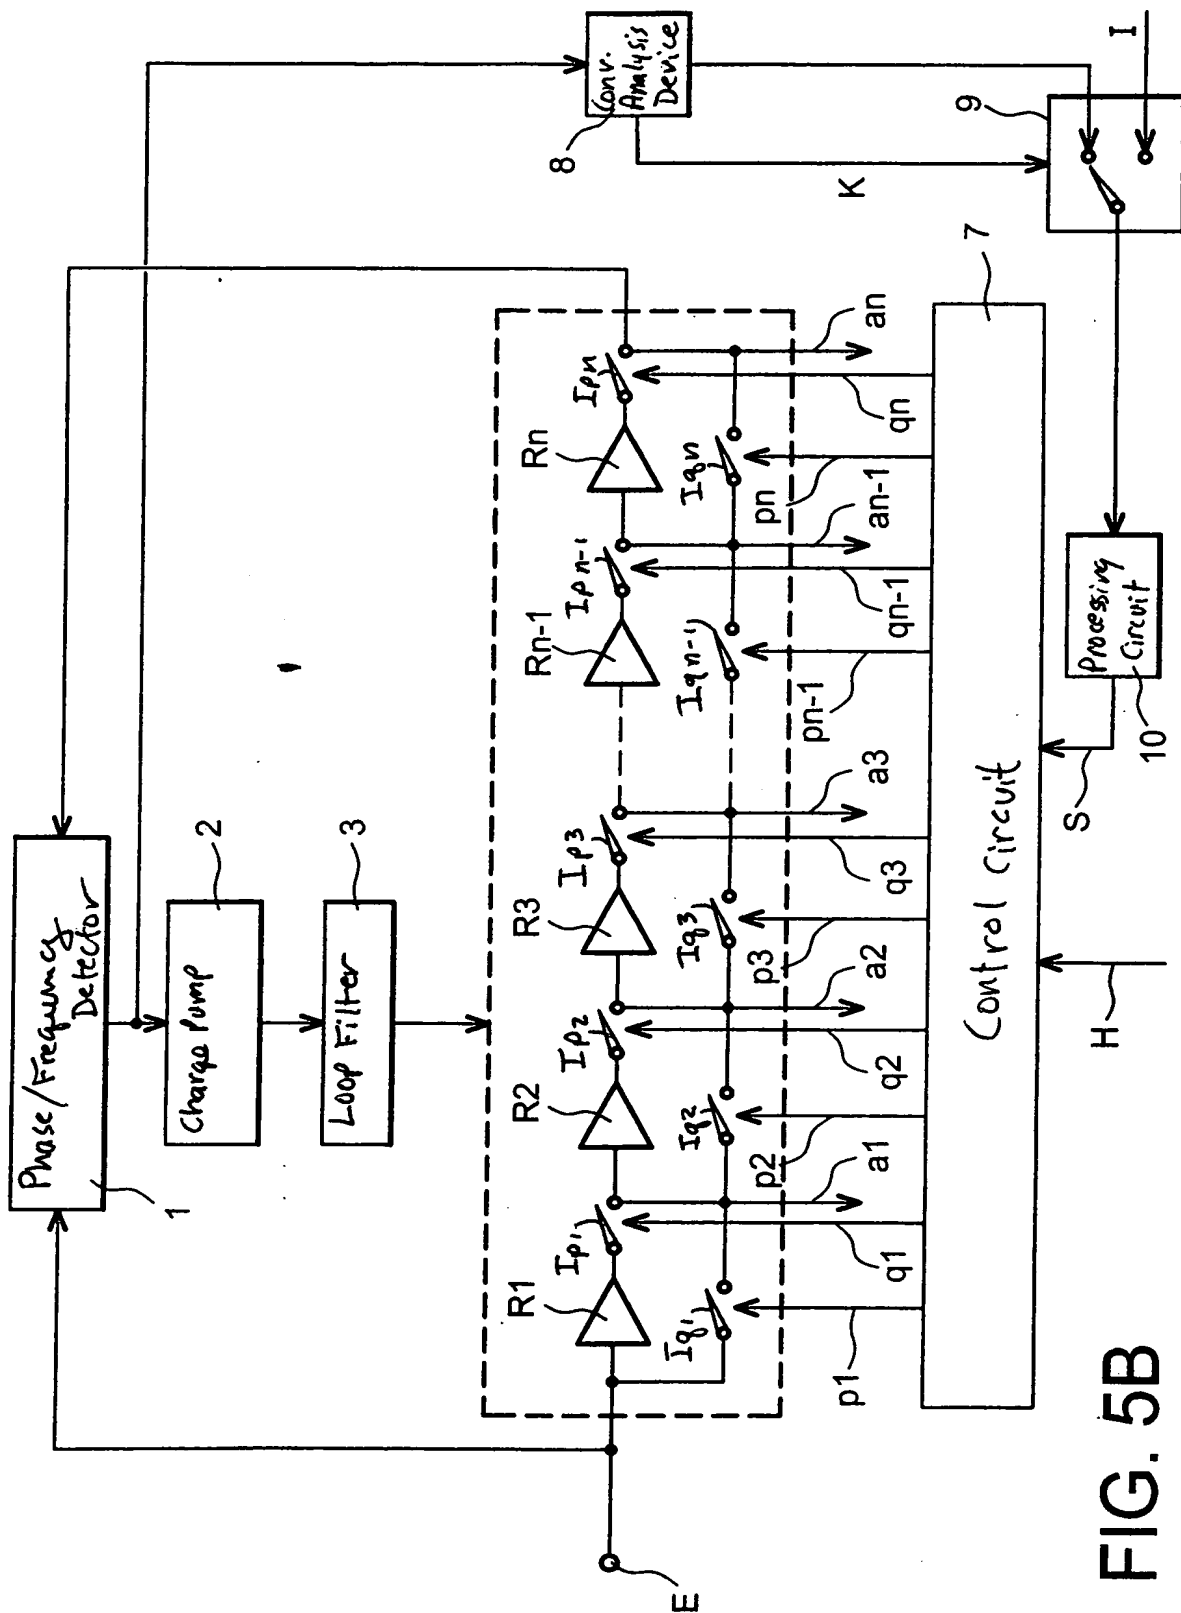 Phase/Frequency
Detector
1
Charge Pump
2
Loop Filter
3
Conv.
Analysis
Device
8
K
9
I
R1
Ip1
R2
Ip2
R3
Ip3
Rn-1
Ipn-1
Rn
Ipn
Iq1
Iq2
Iq3
Iqn-1
Iqn
E
p1
q1
a1
p2
q2
a2
p3
q3
a3
pn-1
qn-1
an-1
pn
qn
an
Control Circuit
7
H
S
Processing
Circuit
10
FIG. 5B